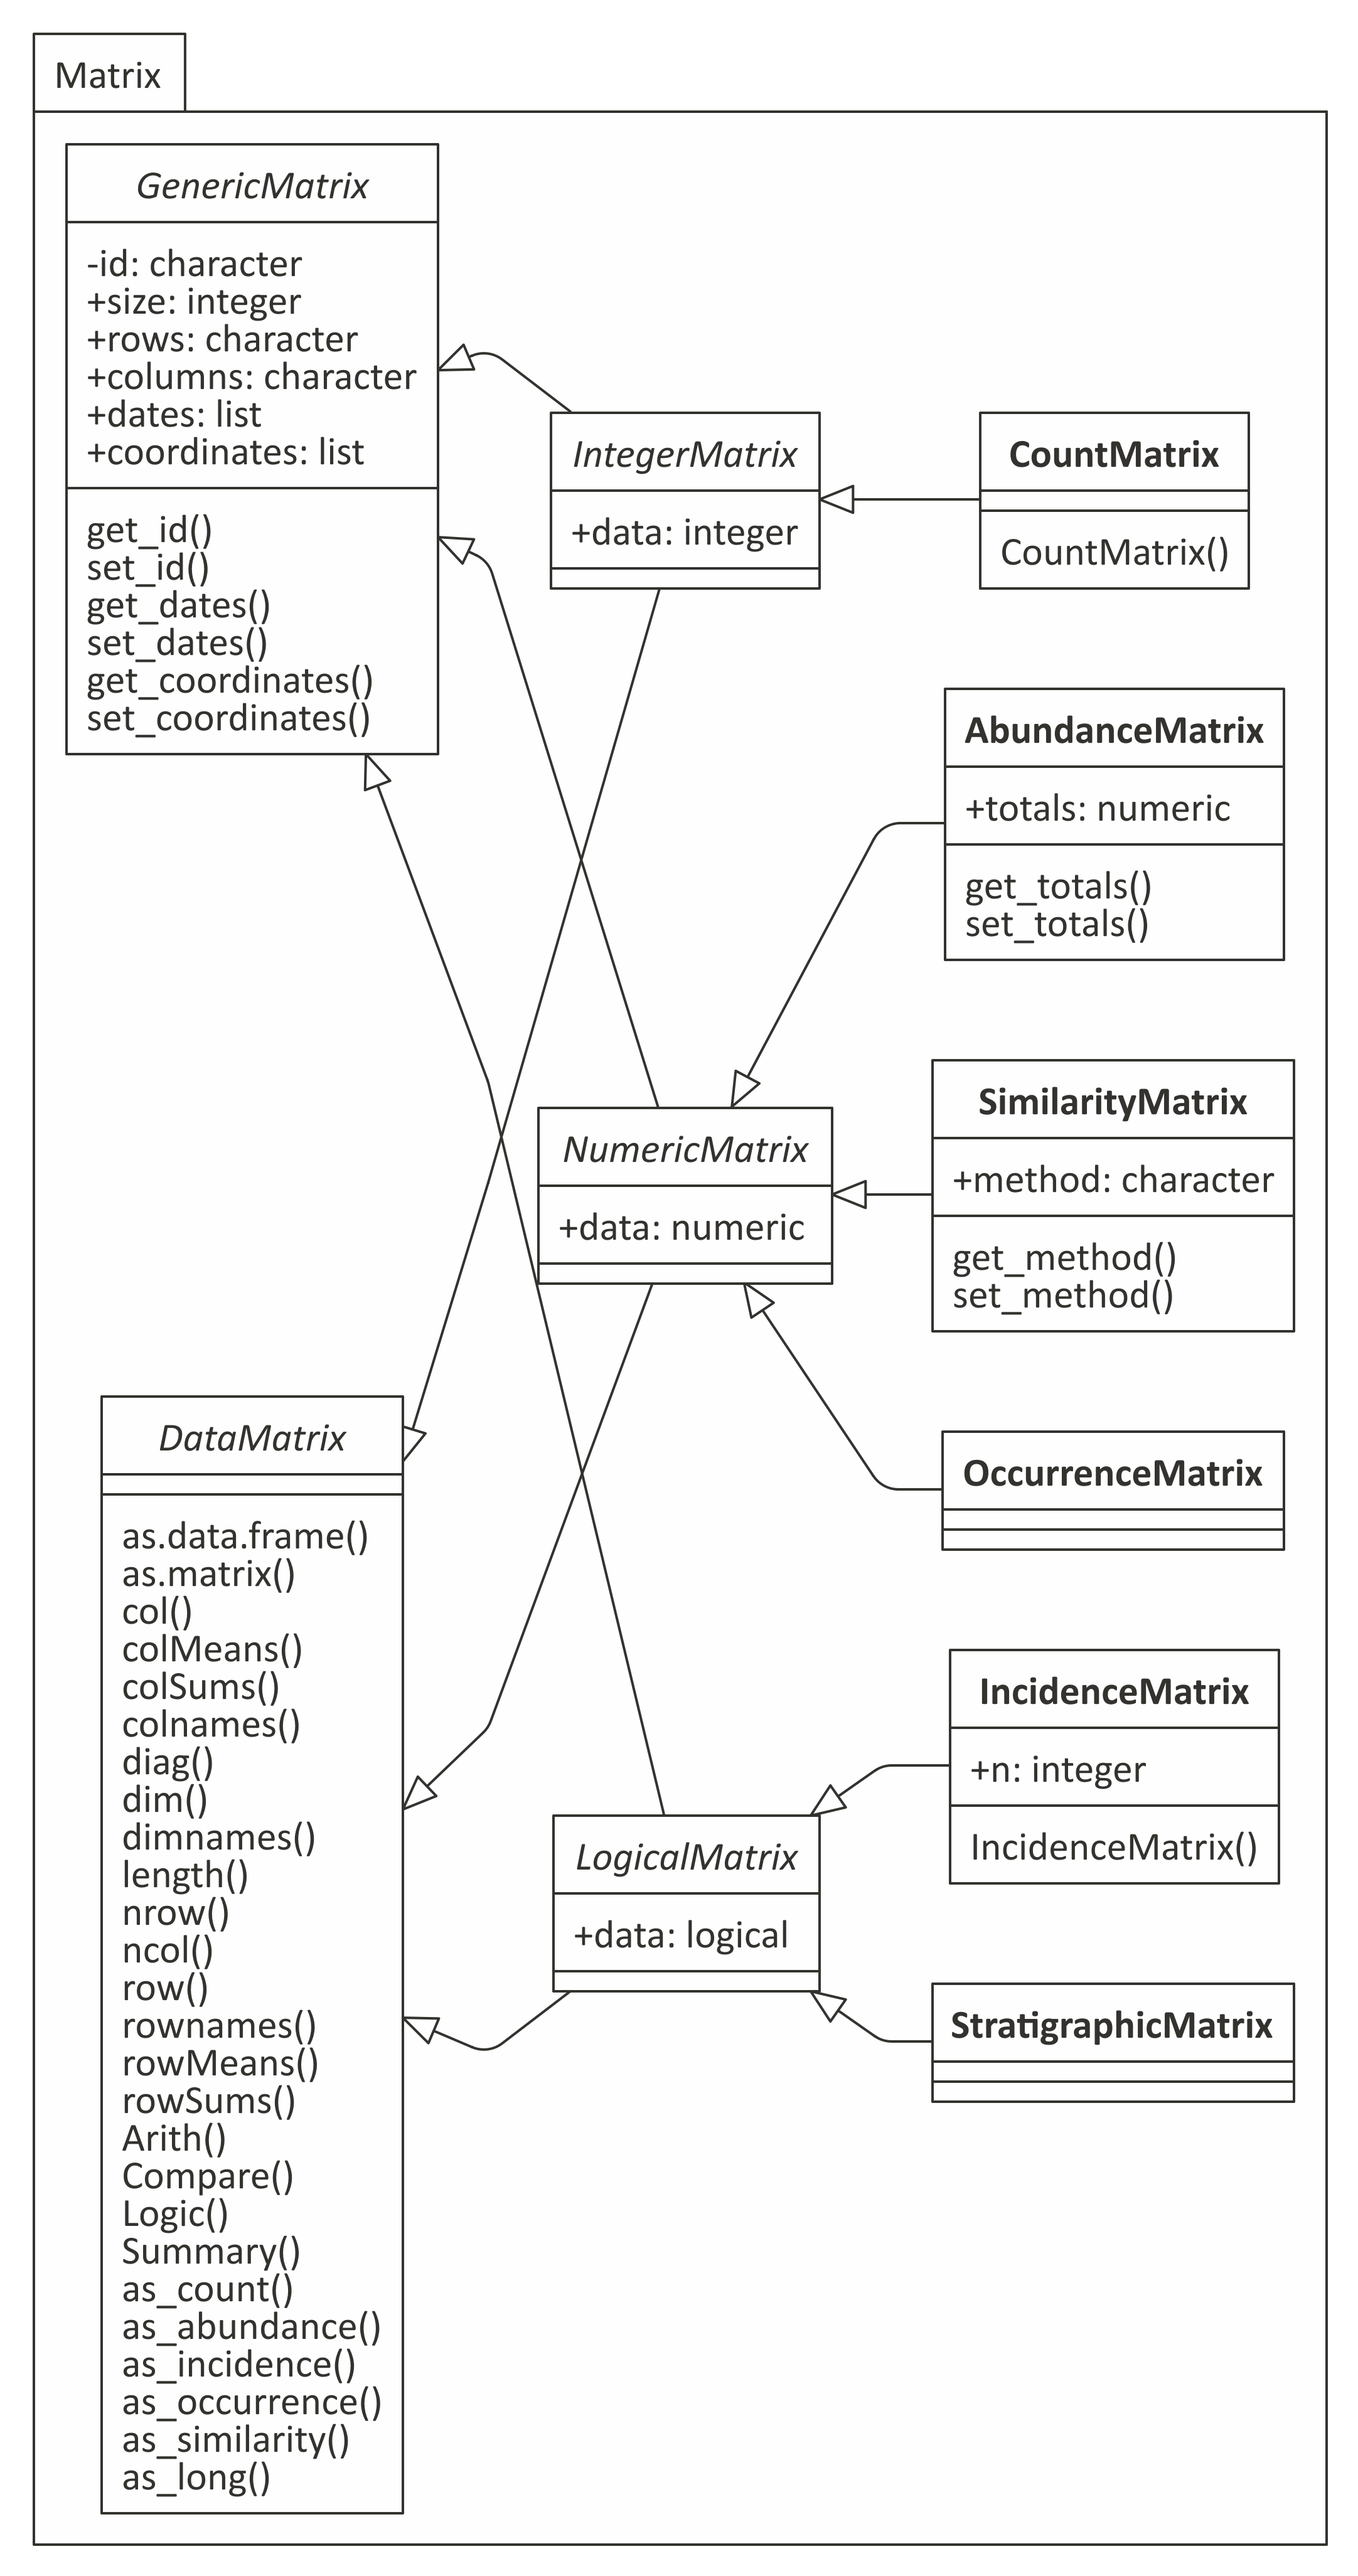 Matrix
GenericMatrix
-id: character
+size: integer
+rows: character
+columns: character
+dates: list
+coordinates: list
get_id()
set_id()
get_dates()
set_dates()
get_coordinates()
set_coordinates()
IntegerMatrix
+data: integer
CountMatrix
CountMatrix()
AbundanceMatrix
+totals: numeric
get_totals()
set_totals()
NumericMatrix
+data: numeric
SimilarityMatrix
+method: character
get_method()
set_method()
OccurrenceMatrix
DataMatrix
as.data.frame()
as.matrix()
col()
colMeans()
colSums()
colnames()
diag()
dim()
dimnames()
length()
nrow()
ncol()
row()
rownames()
rowMeans()
rowSums()
Arith()
Compare()
Logic()
Summary()
as_count()
as_abundance()
as_incidence()
as_occurrence()
as_similarity()
as_long()
LogicalMatrix
+data: logical
IncidenceMatrix
+n: integer
IncidenceMatrix()
StratigraphicMatrix